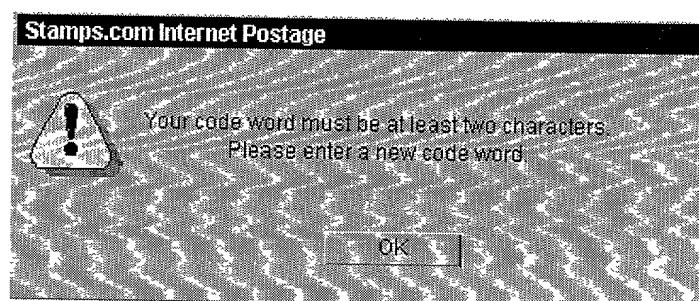 Stamps.com Internet Postage
Your code word must be at least two characters.
Please enter a new code word.
OK